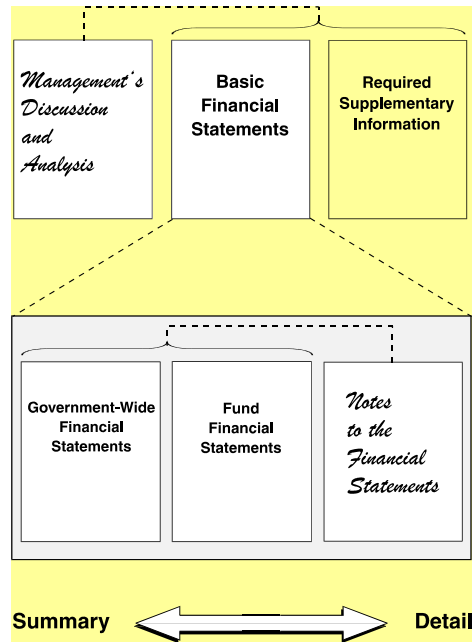 Management's
Discussion
and
Analysis
Basic
Financial
Statements
Required
Supplementary
Information
Government-Wide
Financial
Statements
Fund
Financial
Statements
Notes
to the
Financial
Statements
Summary
Detail